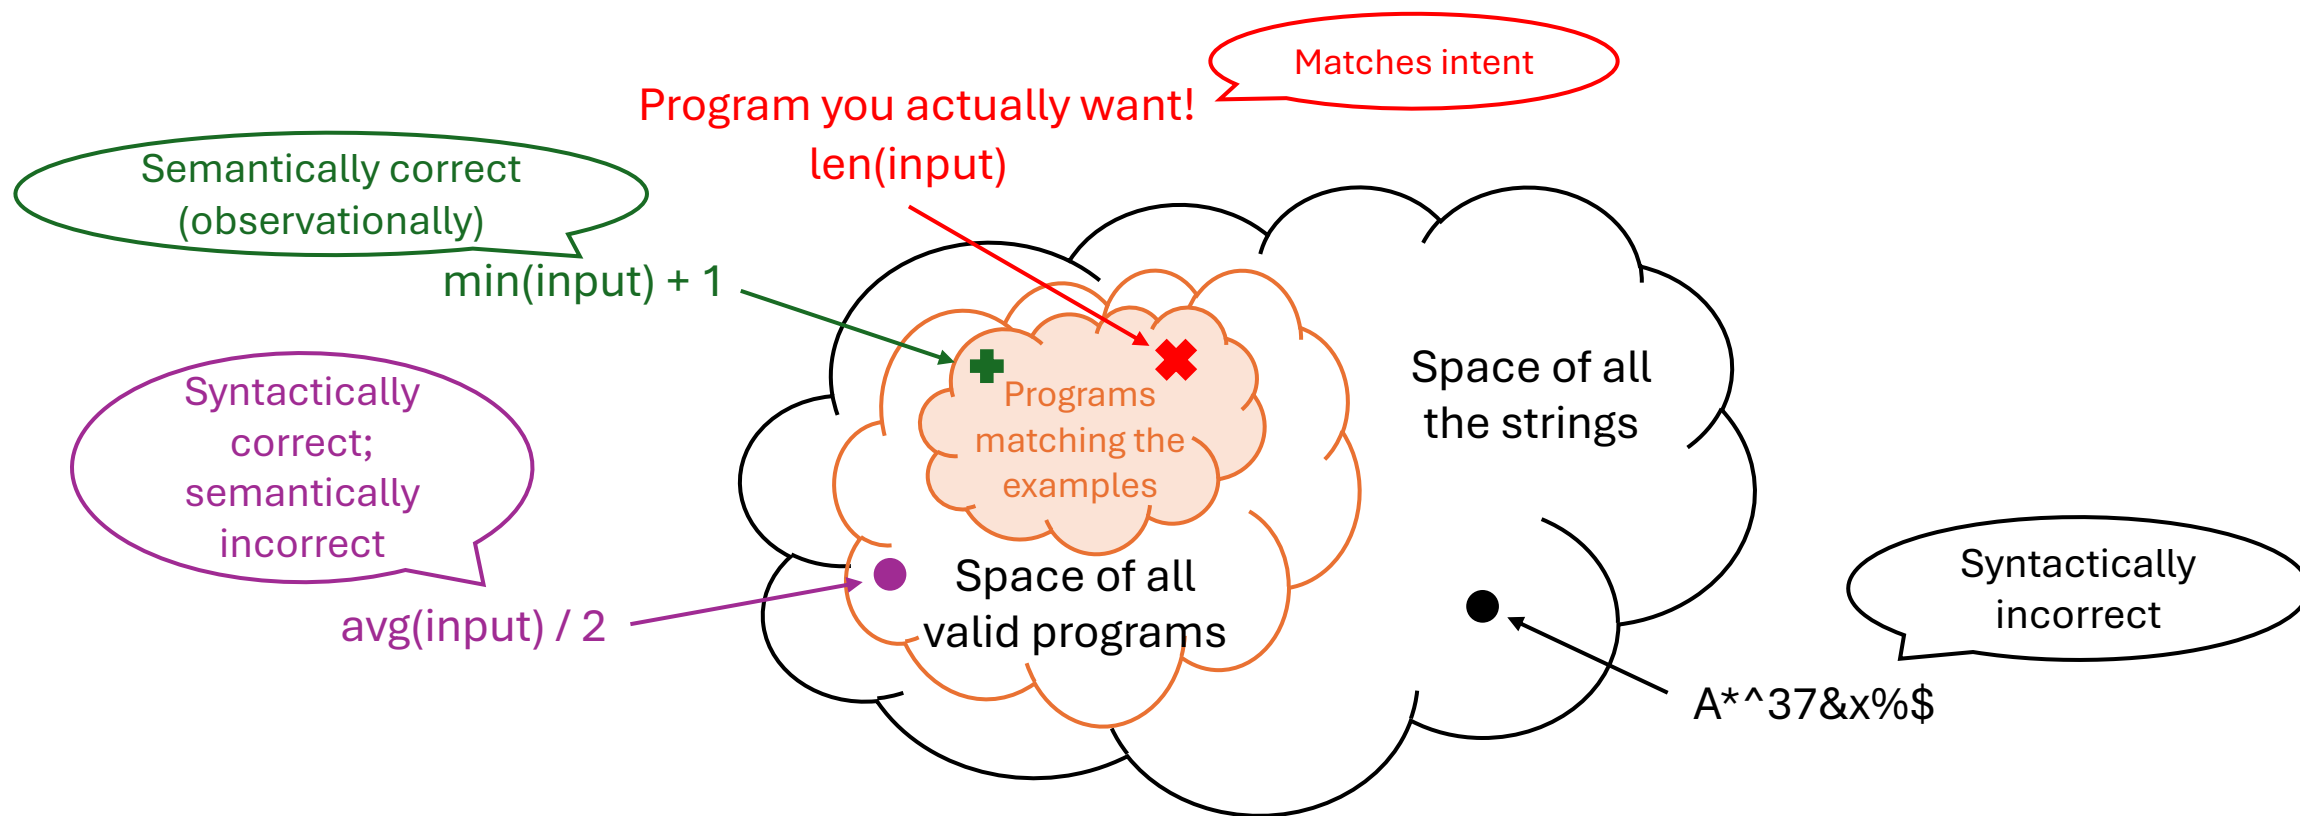 Matches intent
Program you actually want!
len(input)
Semantically correct
(observationally)
min(input) + 1
Syntactically
correct;
semantically
incorrect
avg(input) / 2
Programs
matching the
examples
Space of all
valid programs
Space of all
the strings
Syntactically
incorrect
A*^37&x%$